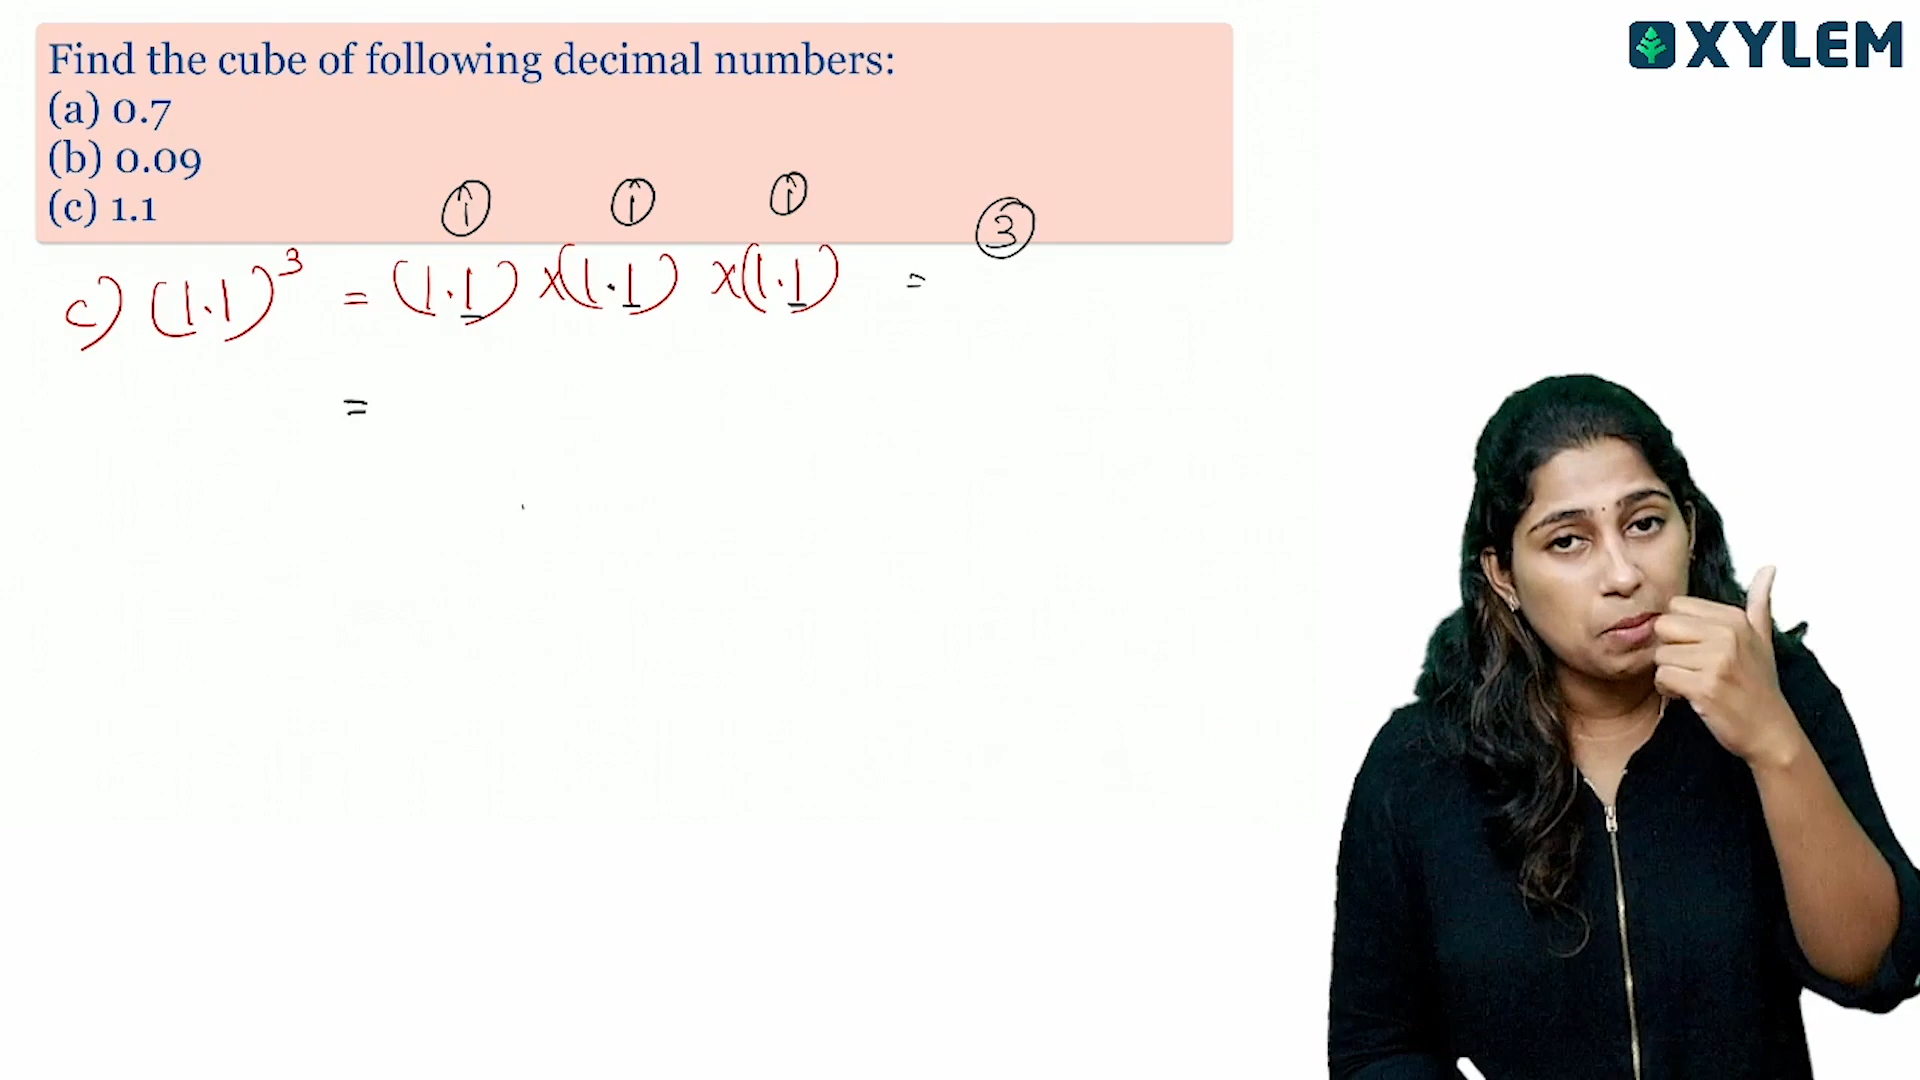 XYLEM
Find the cube of following decimal numbers:
(a) 0.7
(b) 0.09
(c) 1.1
1 1 1 3
c) (1.1)³ = (1.1) x (1.1) x (1.1) =
=